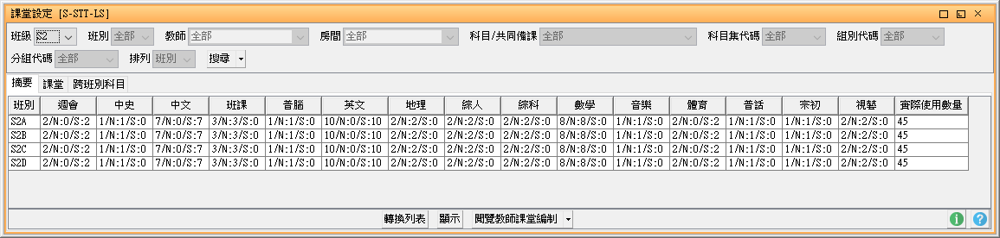 課堂設定 [S-STT-LS]
班級 S2 班別 全部 教師 全部 房間 全部 科目/共同備課 全部 科目集代碼 全部 組別代碼 全部
分組代碼 全部 排列 班別 搜尋
摘要 課堂 跨班別科目
班別 週會 中史 中文 班課 普腦 英文 地理 綜人 綜科 數學 音樂 體育 普話 宗初 視藝 實際使用數量
S2A 2/N:0/S:2 1/N:1/S:0 7/N:0/S:7 3/N:3/S:0 1/N:1/S:0 10/N:0/S:10 2/N:2/S:0 2/N:2/S:0 2/N:2/S:0 8/N:8/S:0 1/N:1/S:0 2/N:0/S:2 1/N:1/S:0 1/N:1/S:0 2/N:2/S:0 45
S2B 2/N:0/S:2 1/N:1/S:0 7/N:0/S:7 3/N:3/S:0 1/N:1/S:0 10/N:0/S:10 2/N:2/S:0 2/N:2/S:0 2/N:2/S:0 8/N:8/S:0 1/N:1/S:0 2/N:0/S:2 1/N:1/S:0 1/N:1/S:0 2/N:2/S:0 45
S2C 2/N:0/S:2 1/N:1/S:0 7/N:0/S:7 3/N:3/S:0 1/N:1/S:0 10/N:0/S:10 2/N:2/S:0 2/N:2/S:0 2/N:2/S:0 8/N:8/S:0 1/N:1/S:0 2/N:0/S:2 1/N:1/S:0 1/N:1/S:0 2/N:2/S:0 45
S2D 2/N:0/S:2 1/N:1/S:0 7/N:0/S:7 3/N:3/S:0 1/N:1/S:0 10/N:0/S:10 2/N:2/S:0 2/N:2/S:0 2/N:2/S:0 8/N:8/S:0 1/N:1/S:0 2/N:0/S:2 1/N:1/S:0 1/N:1/S:0 2/N:2/S:0 45
轉換列表 顯示 閱覽教師課堂編制